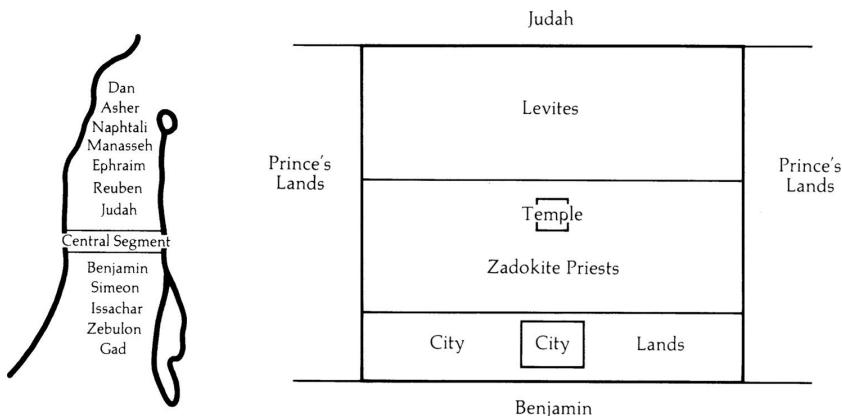 Dan
Asher
Naphtali
Manasseh
Ephraim
Reuben
Judah
Central Segment
Benjamin
Simeon
Issachar
Zebulon
Gad
Judah
Levites
Prince's
Lands
Prince's
Lands
Temple
Zadokite Priests
City
City
Lands
Benjamin